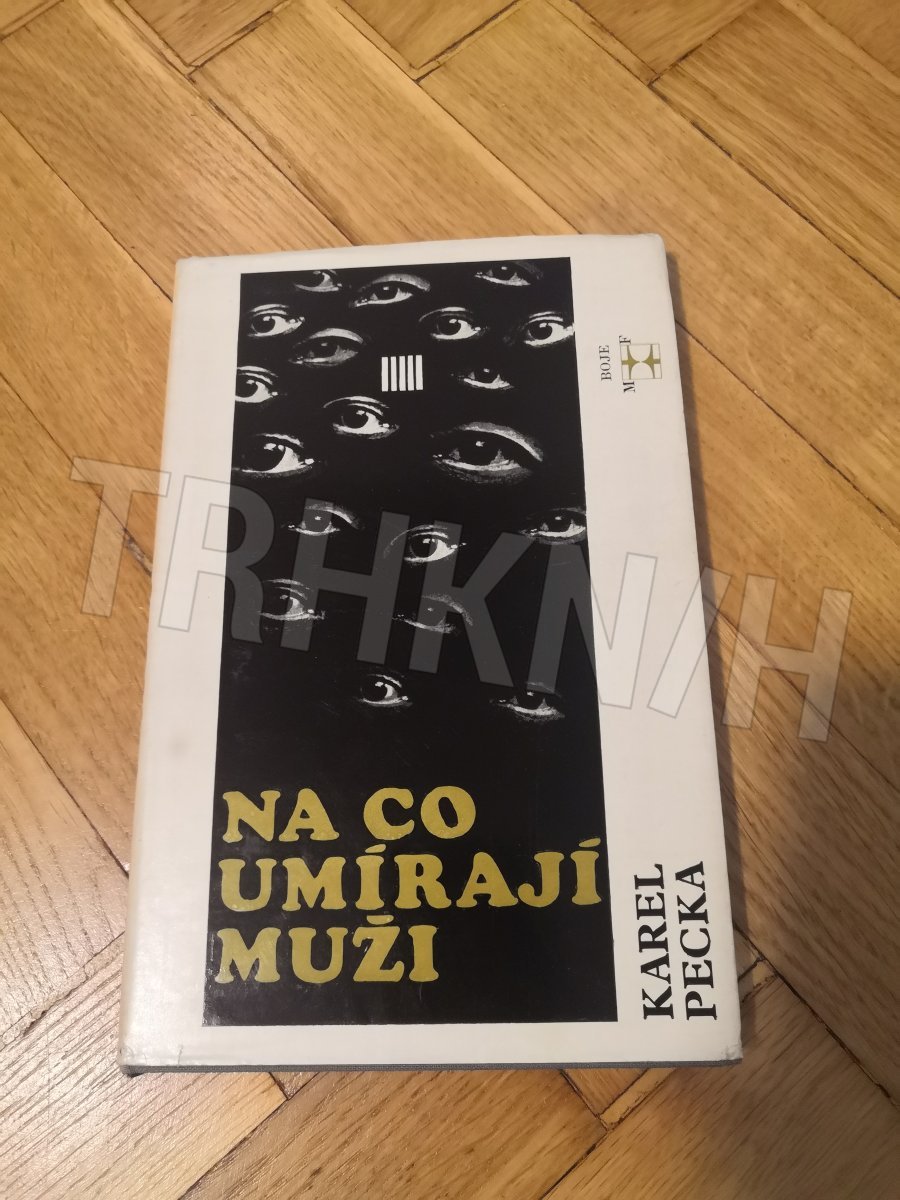 BOJE
M F
NA CO
UMÍRAJÍ
MUŽI
KAREL
PECKA
TRHKNIH